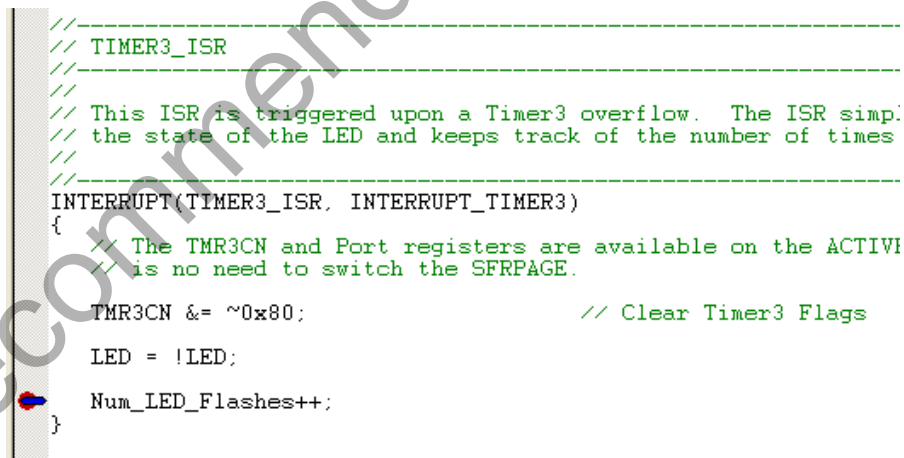 //--------------------------------------------------------------------
// TIMER3_ISR
//--------------------------------------------------------------------
//
// This ISR is triggered upon a Timer3 overflow.  The ISR simpl
// the state of the LED and keeps track of the number of times
//
//--------------------------------------------------------------------
INTERRUPT(TIMER3_ISR, INTERRUPT_TIMER3)
{
   // The TMR3CN and Port registers are available on the ACTIVE
   // is no need to switch the SFRPAGE.
   TMR3CN &= ~0x80;                           // Clear Timer3 Flags
   LED = !LED;
   Num_LED_Flashes++;
}
ecommen